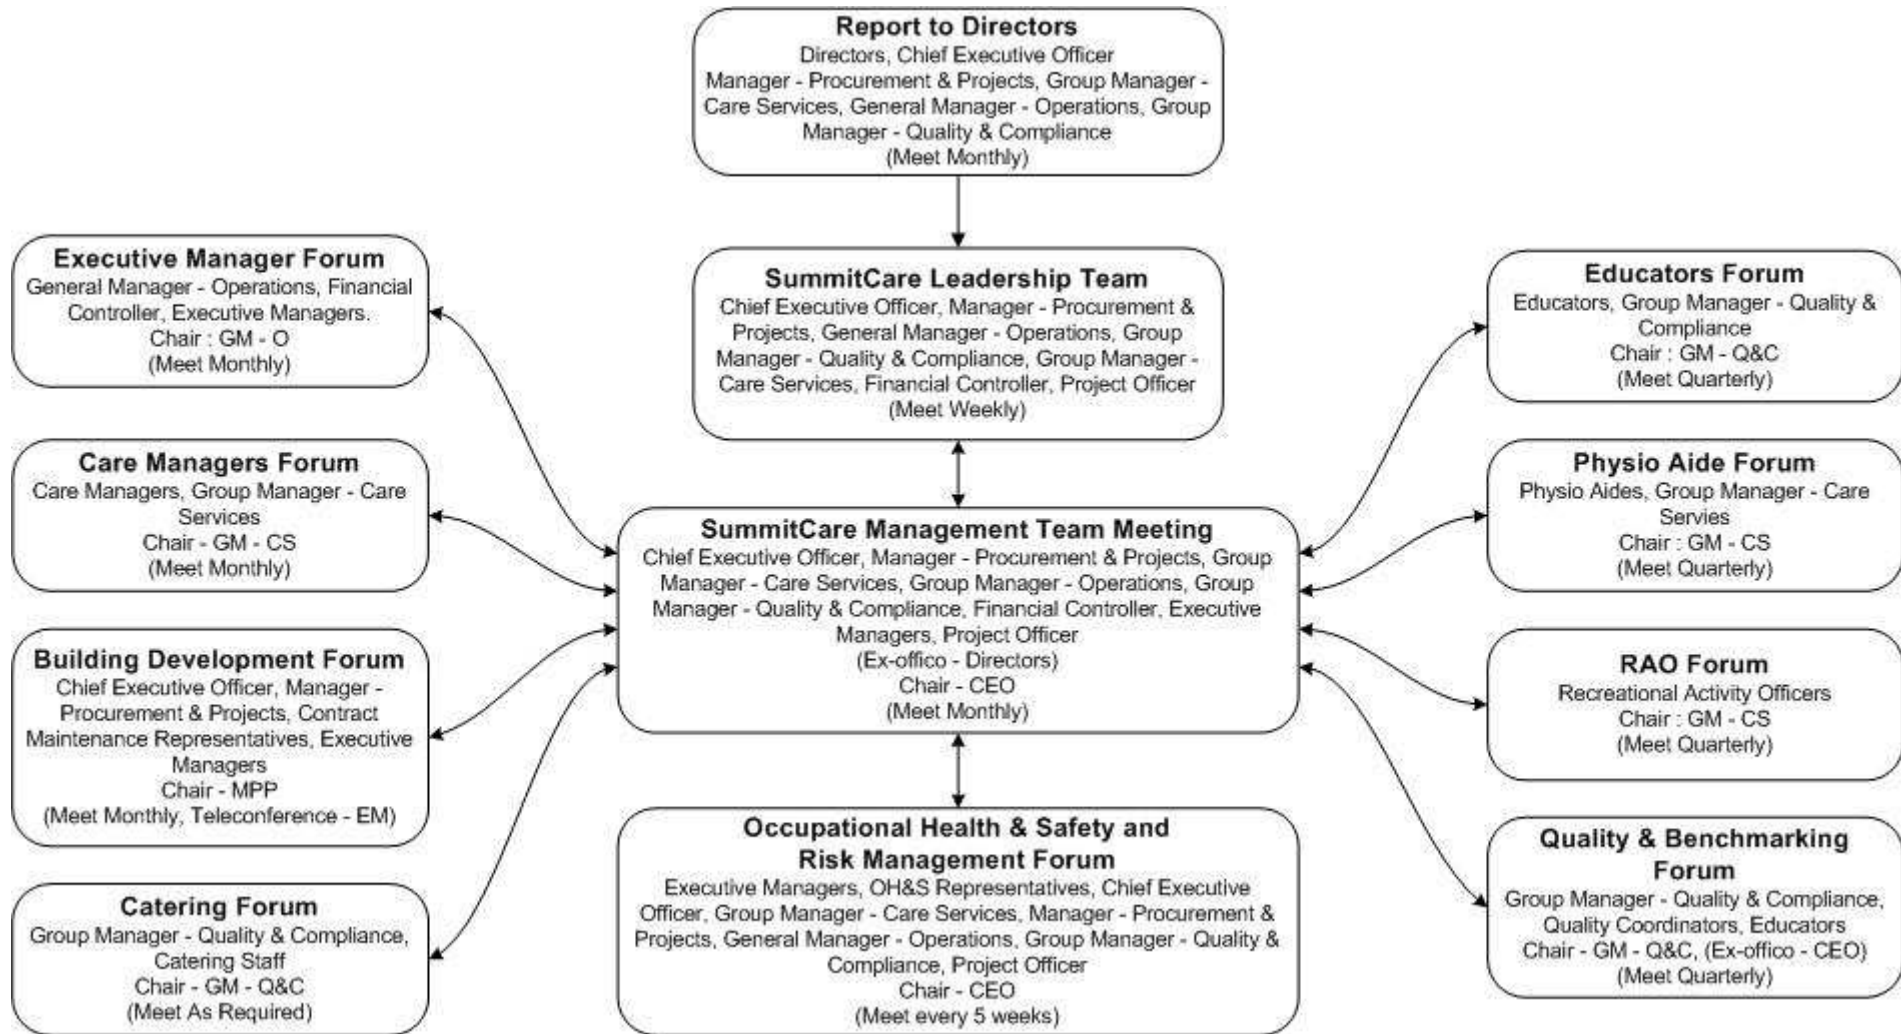 Report to Directors
Directors, Chief Executive Officer
Manager - Procurement & Projects, Group Manager -
Care Services, General Manager - Operations, Group
Manager - Quality & Compliance
(Meet Monthly)
Executive Manager Forum
General Manager - Operations, Financial
Controller, Executive Managers.
Chair : GM - O
(Meet Monthly)
SummitCare Leadership Team
Chief Executive Officer, Manager - Procurement &
Projects, General Manager - Operations, Group
Manager - Quality & Compliance, Group Manager -
Care Services, Financial Controller, Project Officer
(Meet Weekly)
Educators Forum
Educators, Group Manager - Quality &
Compliance
Chair : GM - Q&C
(Meet Quarterly)
Care Managers Forum
Care Managers, Group Manager - Care
Services
Chair - GM - CS
(Meet Monthly)
Physio Aide Forum
Physio Aides, Group Manager - Care
Servies
Chair : GM - CS
(Meet Quarterly)
SummitCare Management Team Meeting
Chief Executive Officer, Manager - Procurement & Projects, Group
Manager - Care Services, Group Manager - Operations, Group
Manager - Quality & Compliance, Financial Controller, Executive
Managers, Project Officer
(Ex-offico - Directors)
Chair - CEO
(Meet Monthly)
Building Development Forum
Chief Executive Officer, Manager -
Procurement & Projects, Contract
Maintenance Representatives, Executive
Managers
Chair - MPP
(Meet Monthly, Teleconference - EM)
RAO Forum
Recreational Activity Officers
Chair : GM - CS
(Meet Quarterly)
Occupational Health & Safety and
Risk Management Forum
Executive Managers, OH&S Representatives, Chief Executive
Officer, Group Manager - Care Services, Manager - Procurement &
Projects, General Manager - Operations, Group Manager - Quality &
Compliance, Project Officer
Chair - CEO
(Meet every 5 weeks)
Quality & Benchmarking
Forum
Group Manager - Quality & Compliance,
Quality Coordinators, Educators
Chair - GM - Q&C, (Ex-offico - CEO)
(Meet Quarterly)
Catering Forum
Group Manager - Quality & Compliance,
Catering Staff
Chair - GM - Q&C
(Meet As Required)